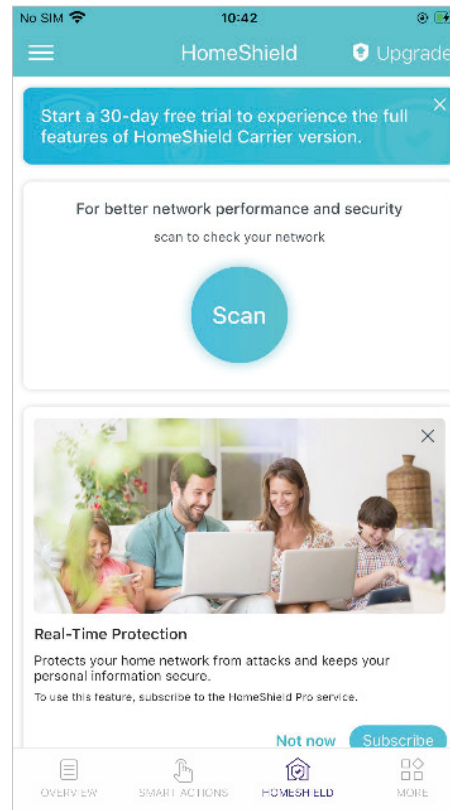 No SIM 10:42
HomeShield Upgrade
Start a 30-day free trial to experience the full
features of HomeShield Carrier version.
For better network performance and security
scan to check your network
Scan
Real-Time Protection
Protects your home network from attacks and keeps your
personal information secure.
To use this feature, subscribe to the HomeShield Pro service.
Not now Subscribe
OVERVIEW SMART ACTIONS HOMESHIELD MORE